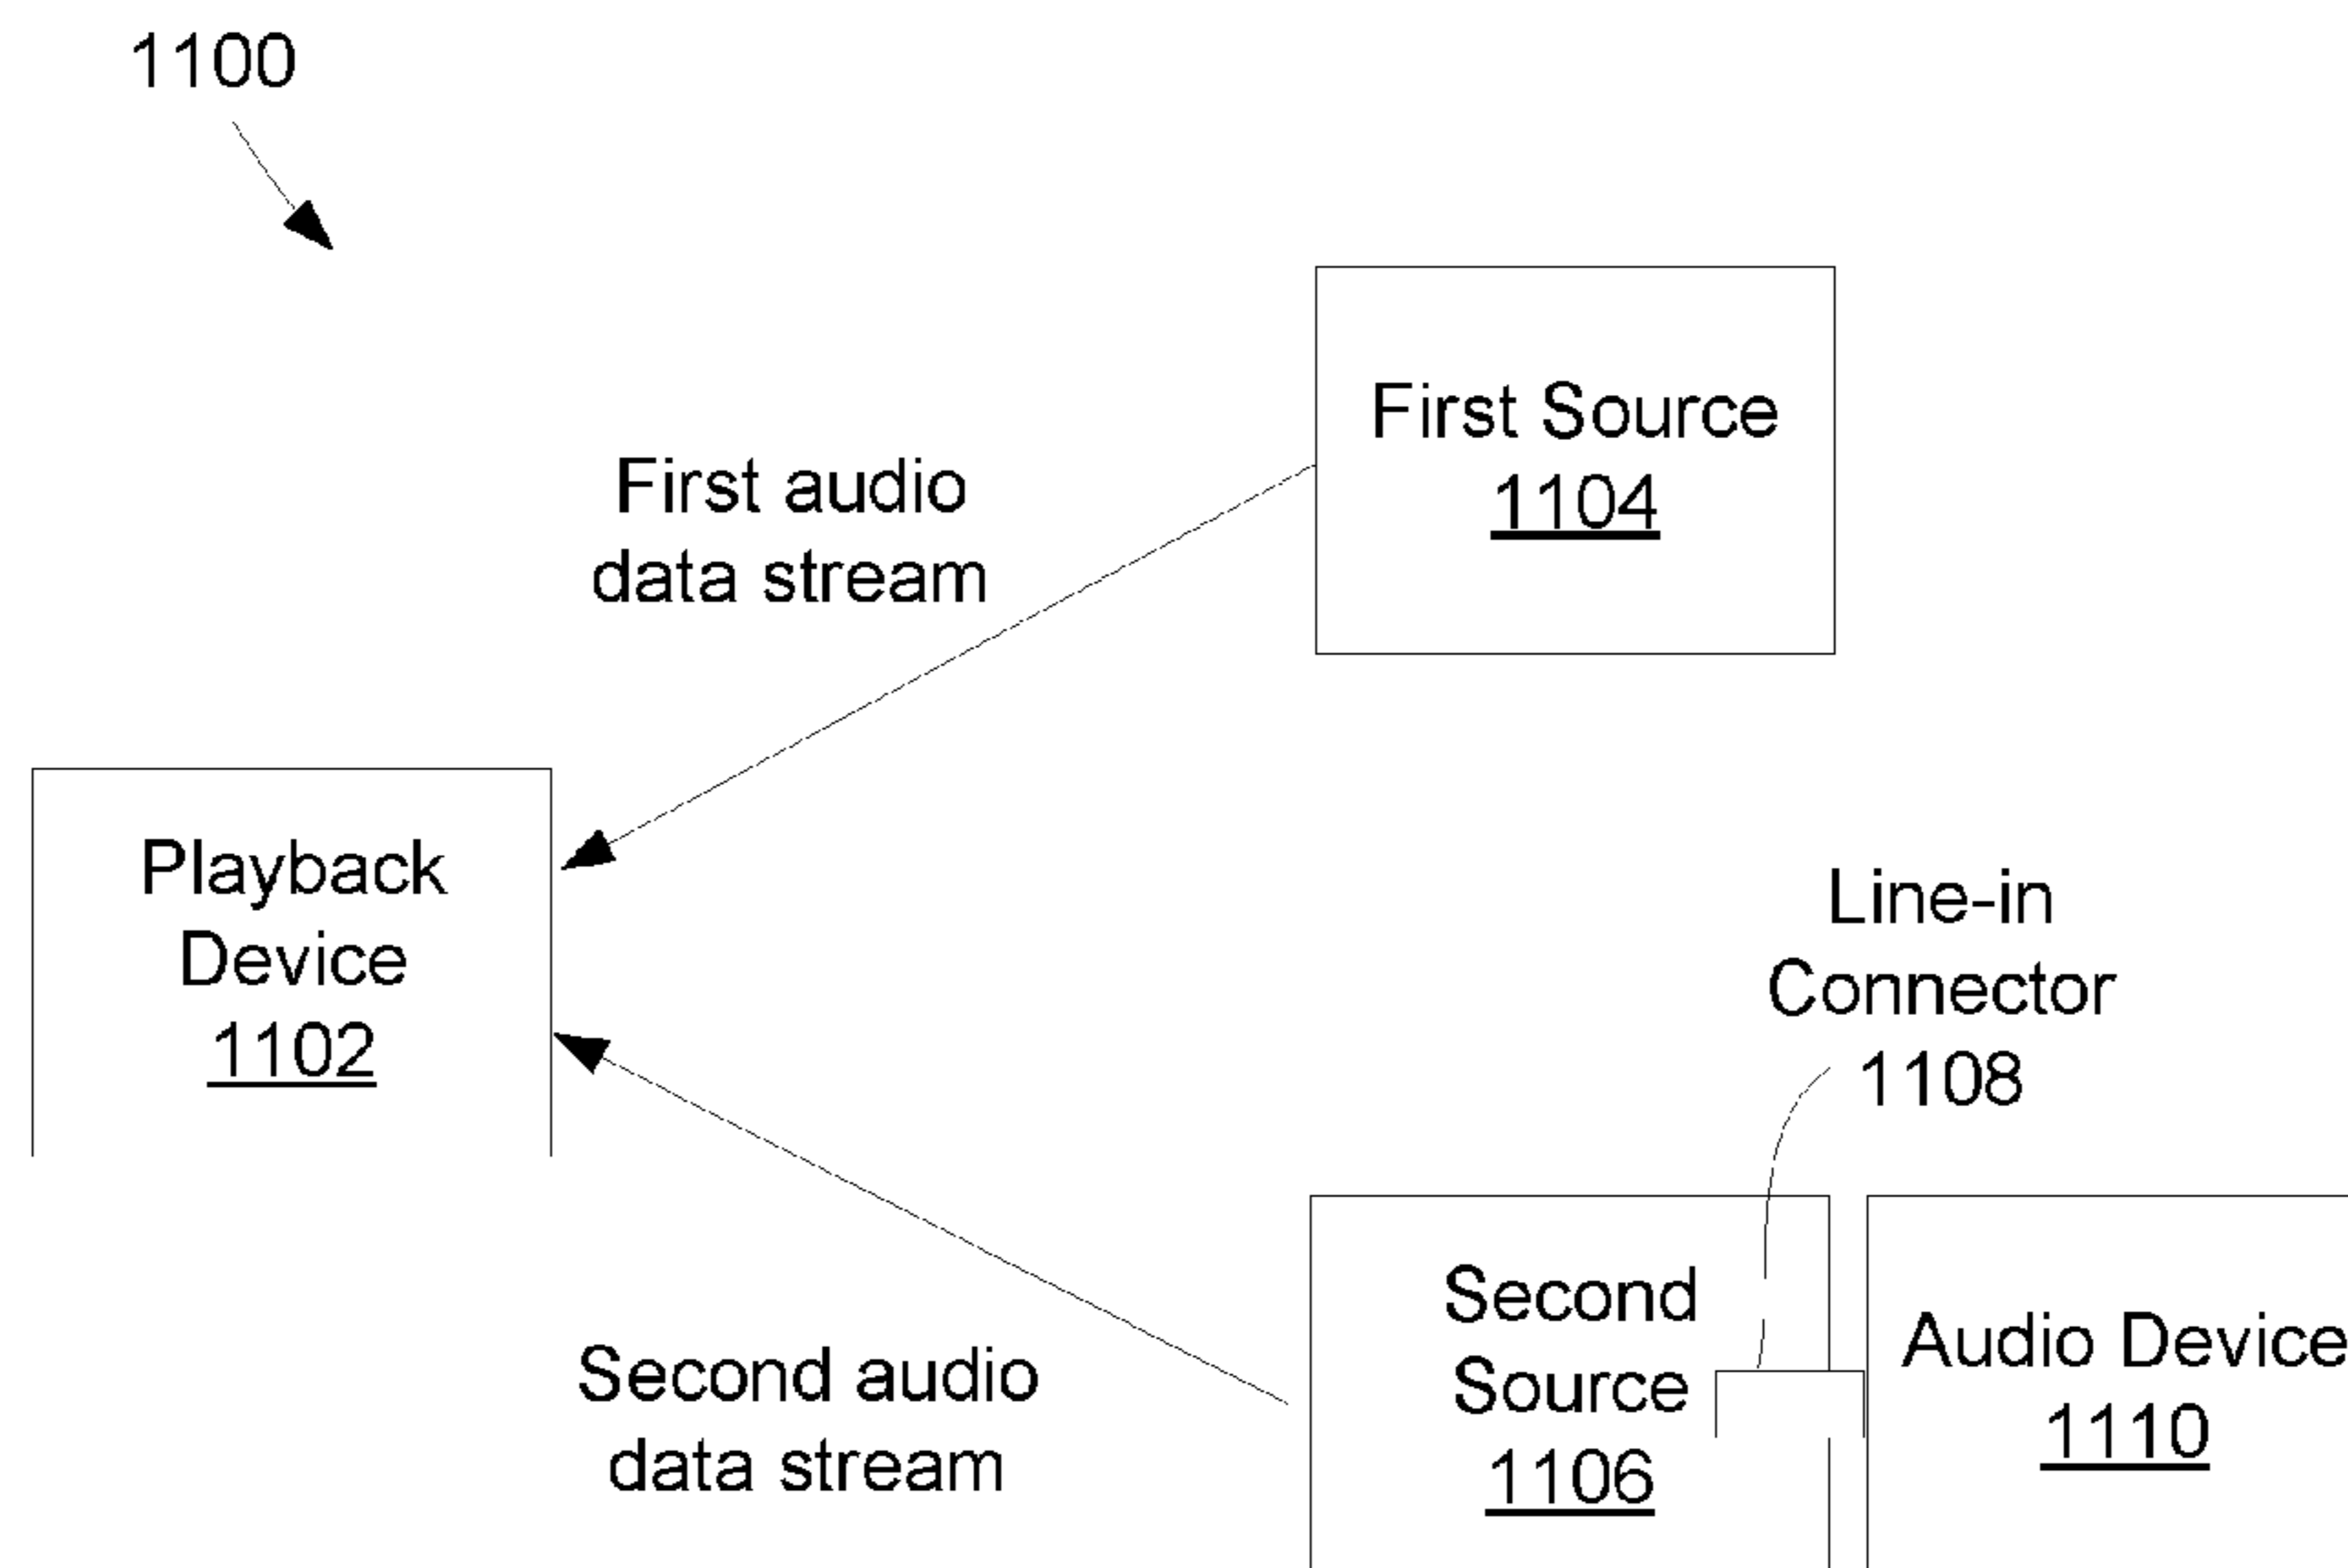 1100
First Source
1104
First audio
data stream
Playback
Device
1102
Line-in
Connector
1108
Second
Source
1106
Audio Device
1110
Second audio
data stream